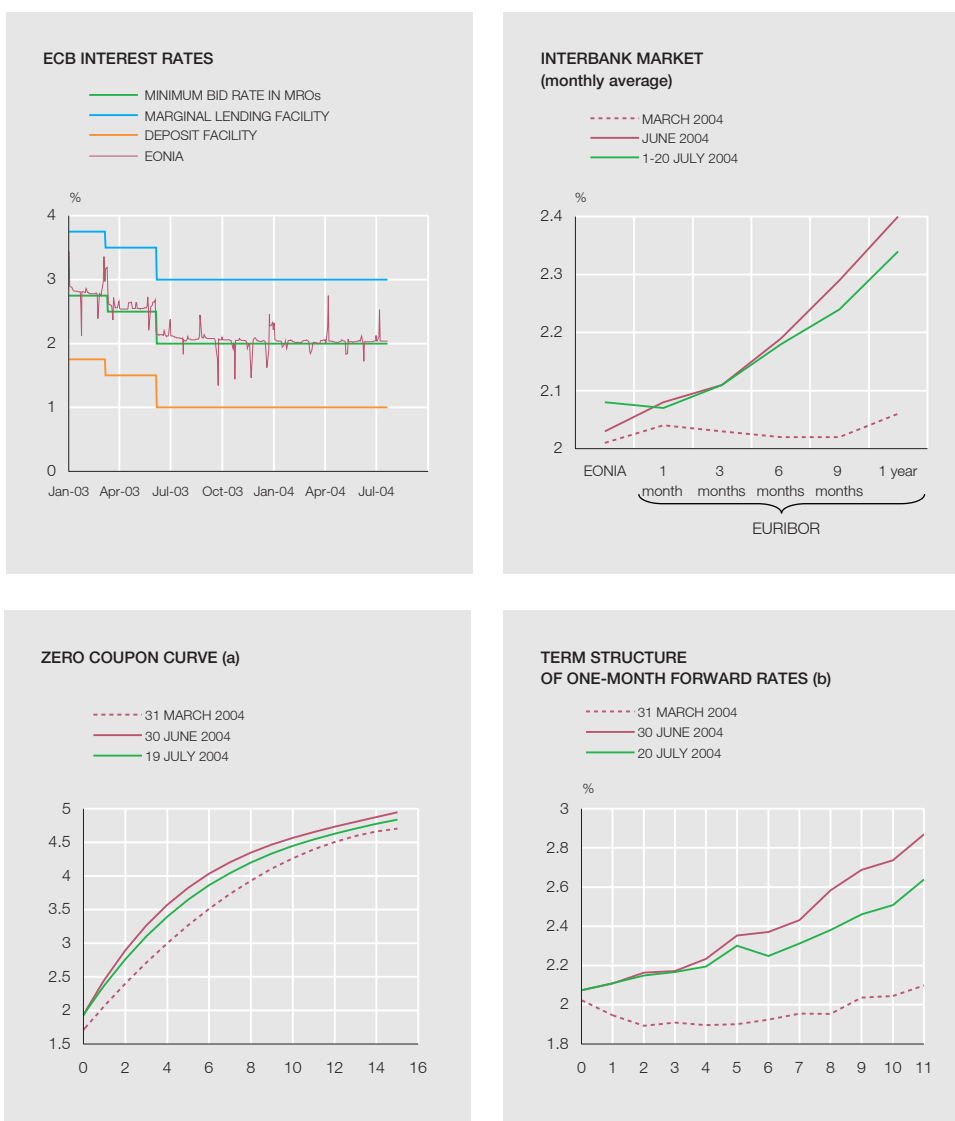 ECB INTEREST RATES
MINIMUM BID RATE IN MROs
MARGINAL LENDING FACILITY
DEPOSIT FACILITY
EONIA
%
4
3
2
1
0
Jan-03 Apr-03 Jul-03 Oct-03 Jan-04 Apr-04 Jul-04
INTERBANK MARKET
(monthly average)
MARCH 2004
JUNE 2004
1-20 JULY 2004
%
2.4
2.3
2.2
2.1
2
EONIA 1 3 6 9 1 year
month months months months
EURIBOR
ZERO COUPON CURVE (a)
31 MARCH 2004
30 JUNE 2004
19 JULY 2004
5
4.5
4
3.5
3
2.5
2
1.5
0 2 4 6 8 10 12 14 16
TERM STRUCTURE
OF ONE-MONTH FORWARD RATES (b)
31 MARCH 2004
30 JUNE 2004
20 JULY 2004
%
3
2.8
2.6
2.4
2.2
2
1.8
0 1 2 3 4 5 6 7 8 9 10 11